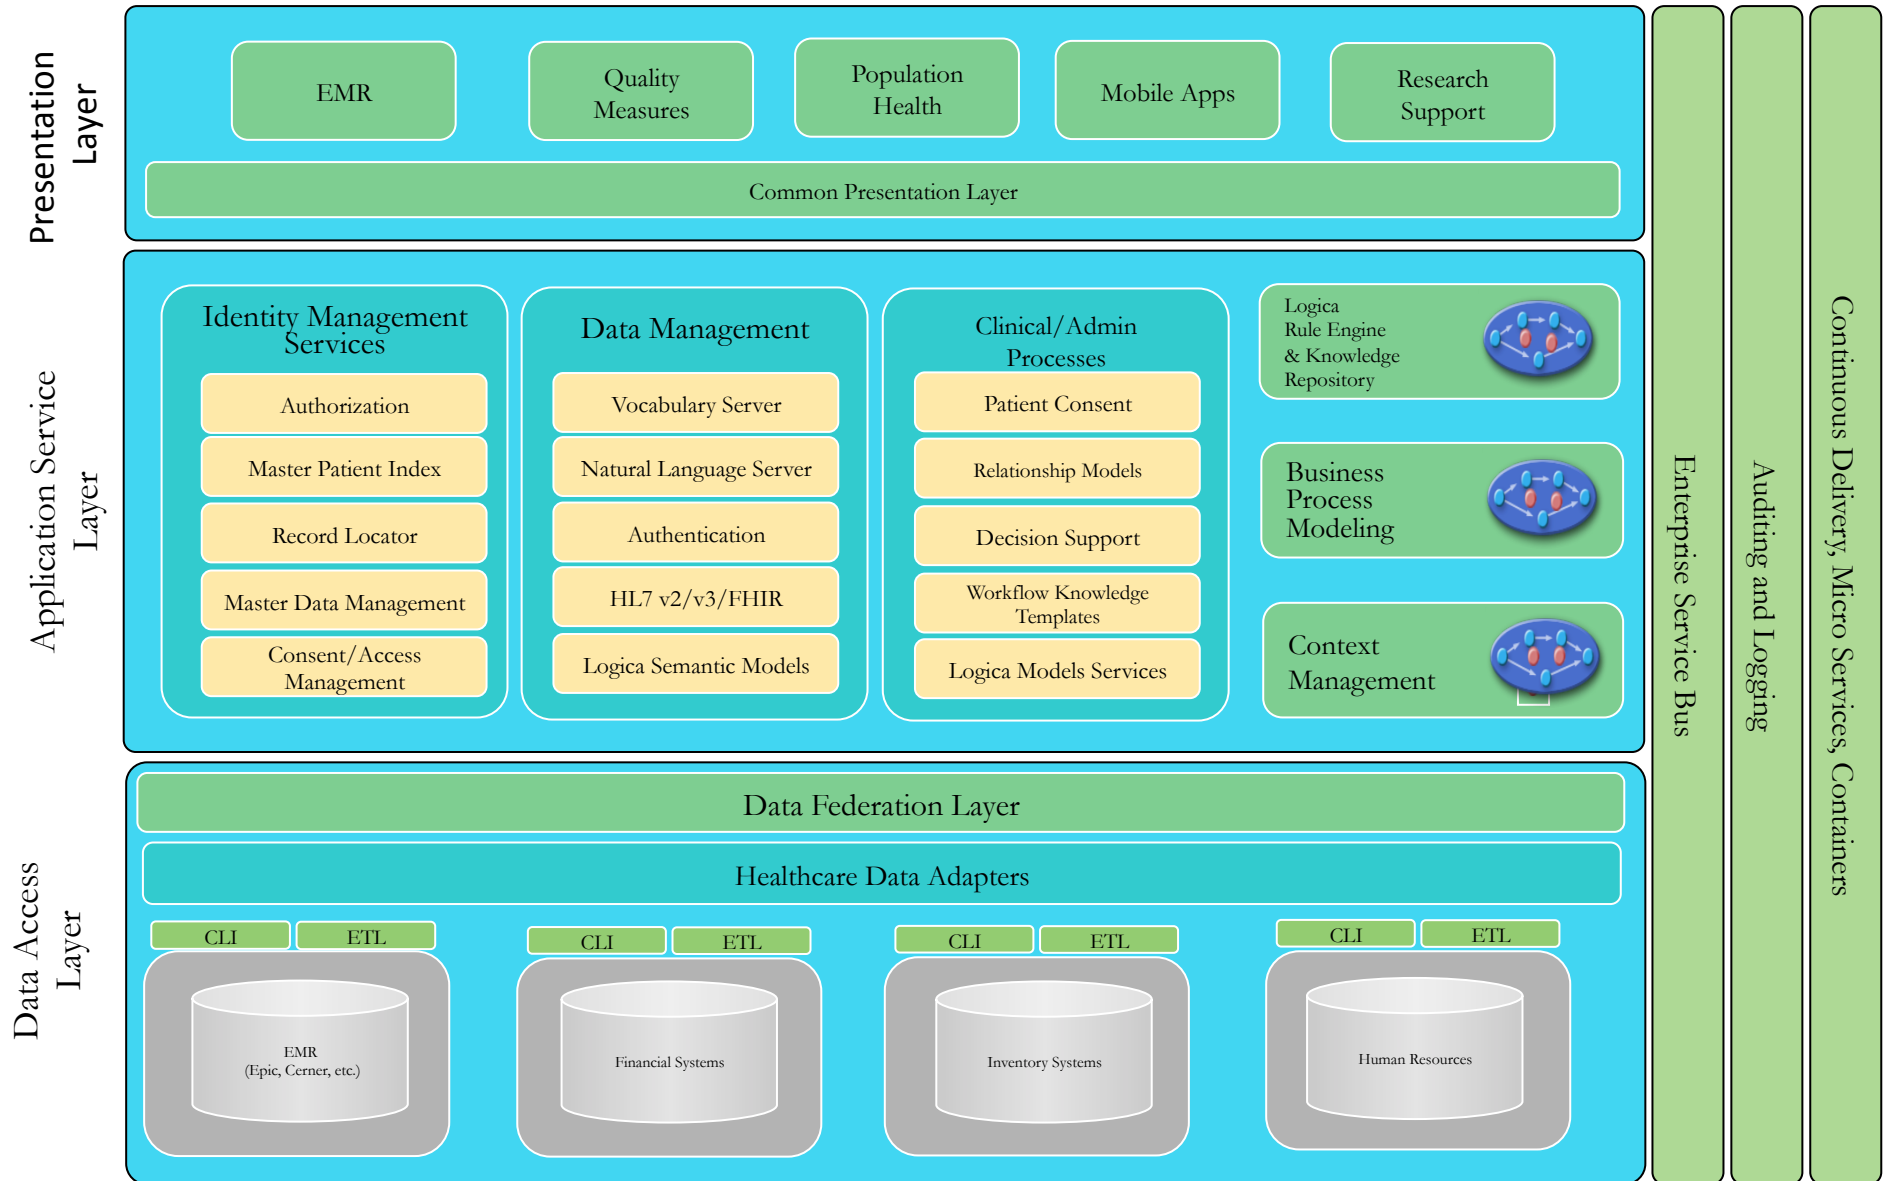 Presentation
Layer
EMR
Quality
Measures
Population
Health
Mobile Apps
Research
Support
Common Presentation Layer
Application Service
Layer
Identity Management
Services
Authorization
Master Patient Index
Record Locator
Master Data Management
Consent/Access
Management
Data Management
Vocabulary Server
Natural Language Server
Authentication
HL7 v2/v3/FHIR
Logica Semantic Models
Clinical/Admin
Processes
Patient Consent
Relationship Models
Decision Support
Workflow Knowledge
Templates
Logica Models Services
Logica
Rule Engine
& Knowledge
Repository
Business
Process
Modeling
Context
Management
Data Access
Layer
Data Federation Layer
Healthcare Data Adapters
CLI
ETL
EMR
(Epic, Cerner, etc.)
CLI
ETL
Financial Systems
CLI
ETL
Inventory Systems
CLI
ETL
Human Resources
Enterprise Service Bus
Auditing and Logging
Continuous Delivery, Micro Services, Containers